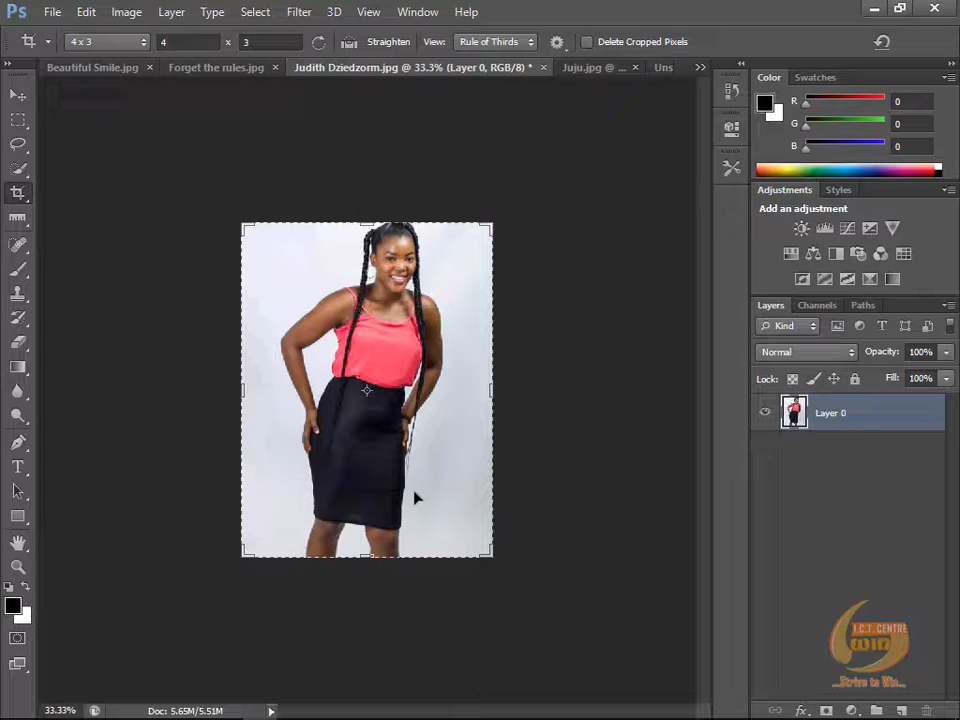 Ps File Edit Image Layer Type Select Filter 3D View Window Help
4 x 3 4 x 3 Straighten View: Rule of Thirds Delete Cropped Pixels
Beautiful Smile.jpg × Forget the rules.jpg × Judith Dziedzorm.jpg @ 33.3% (Layer 0, RGB/8) * × Juju.jpg @ ... × Uns >>
Color Swatches
R 0
G 0
B 0
Adjustments Styles
Add an adjustment
Layers Channels Paths
Kind
Normal Opacity: 100%
Lock: Fill: 100%
Layer 0
I.C.T. CENTRE
win
...Strive to Win...
33.33% Doc: 5.65M/5.51M